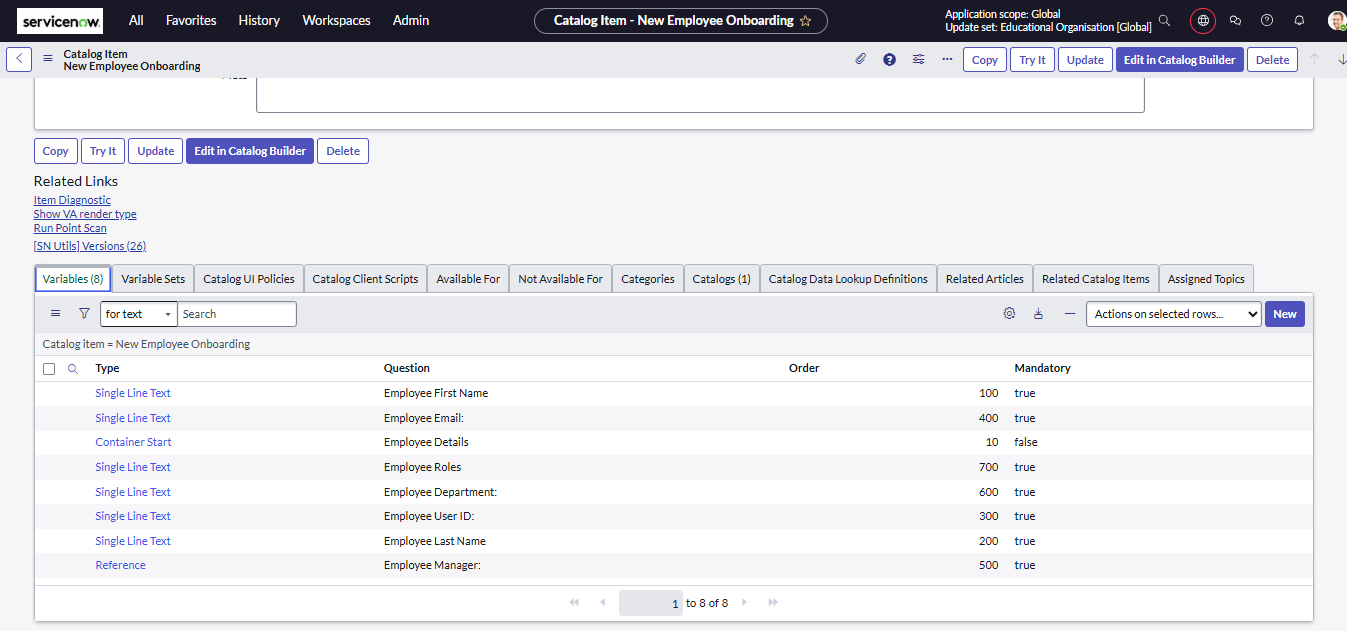 servicenow.
All
Favorites
History
Workspaces
Admin
Catalog Item - New Employee Onboarding
Application scope: Global
Update set: Educational Organisation [Global]
Catalog Item
New Employee Onboarding
Copy
Try It
Update
Edit in Catalog Builder
Delete
Copy
Try It
Update
Edit in Catalog Builder
Delete
Related Links
Item Diagnostic
Show VA render type
Run Point Scan
[SN Utils] Versions (26)
Variables (8)
Variable Sets
Catalog UI Policies
Catalog Client Scripts
Available For
Not Available For
Categories
Catalogs (1)
Catalog Data Lookup Definitions
Related Articles
Related Catalog Items
Assigned Topics
for text
Search
Actions on selected rows...
New
Catalog item = New Employee Onboarding
Type Question Order Mandatory
Single Line Text Employee First Name 100 true
Single Line Text Employee Email: 400 true
Container Start Employee Details 10 false
Single Line Text Employee Roles 700 true
Single Line Text Employee Department: 600 true
Single Line Text Employee User ID: 300 true
Single Line Text Employee Last Name 200 true
Reference Employee Manager: 500 true
1 to 8 of 8